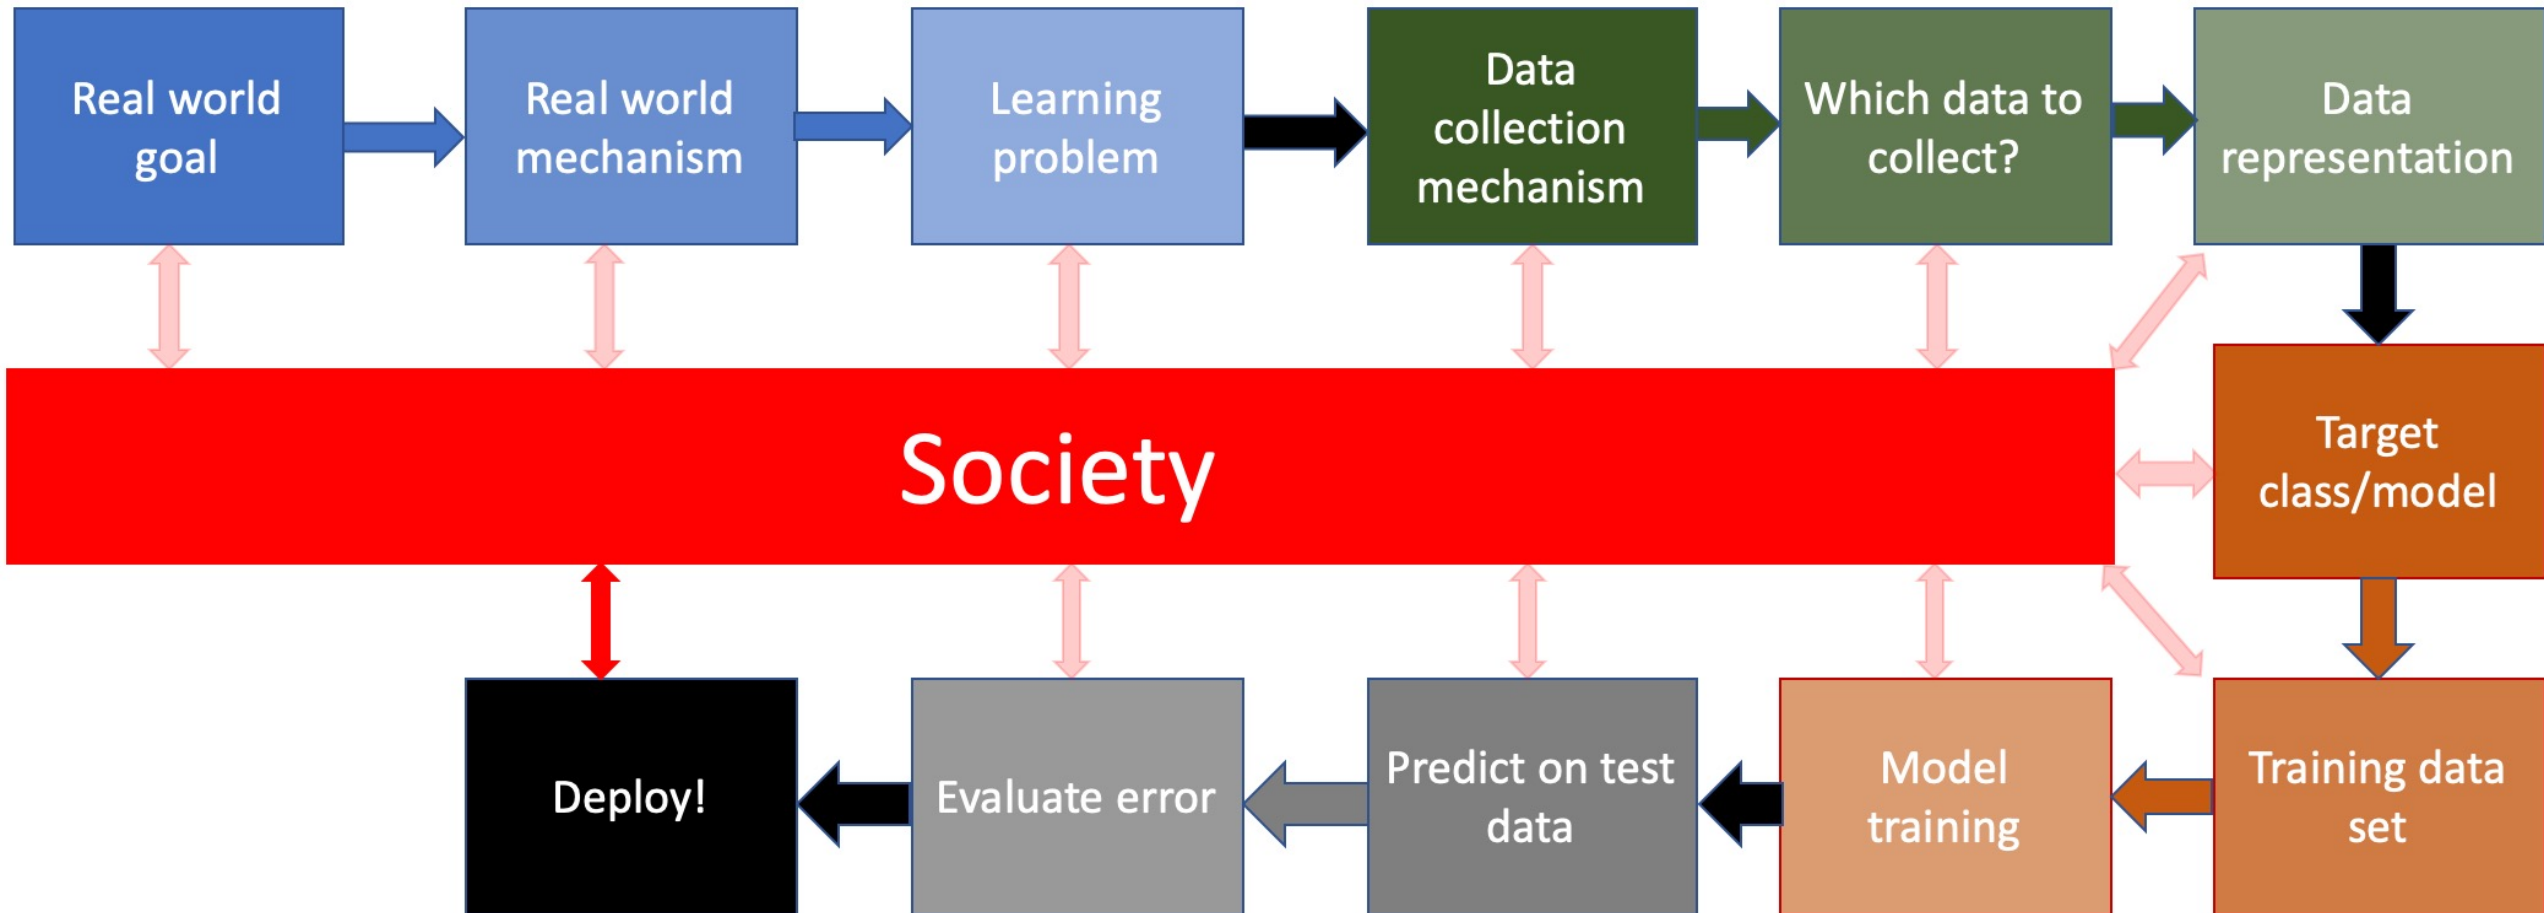 Real world
goal
Real world
mechanism
Learning
problem
Data
collection
mechanism
Which data to
collect?
Data
representation
Society
Target
class/model
Deploy!
Evaluate error
Predict on test
data
Model
training
Training data
set